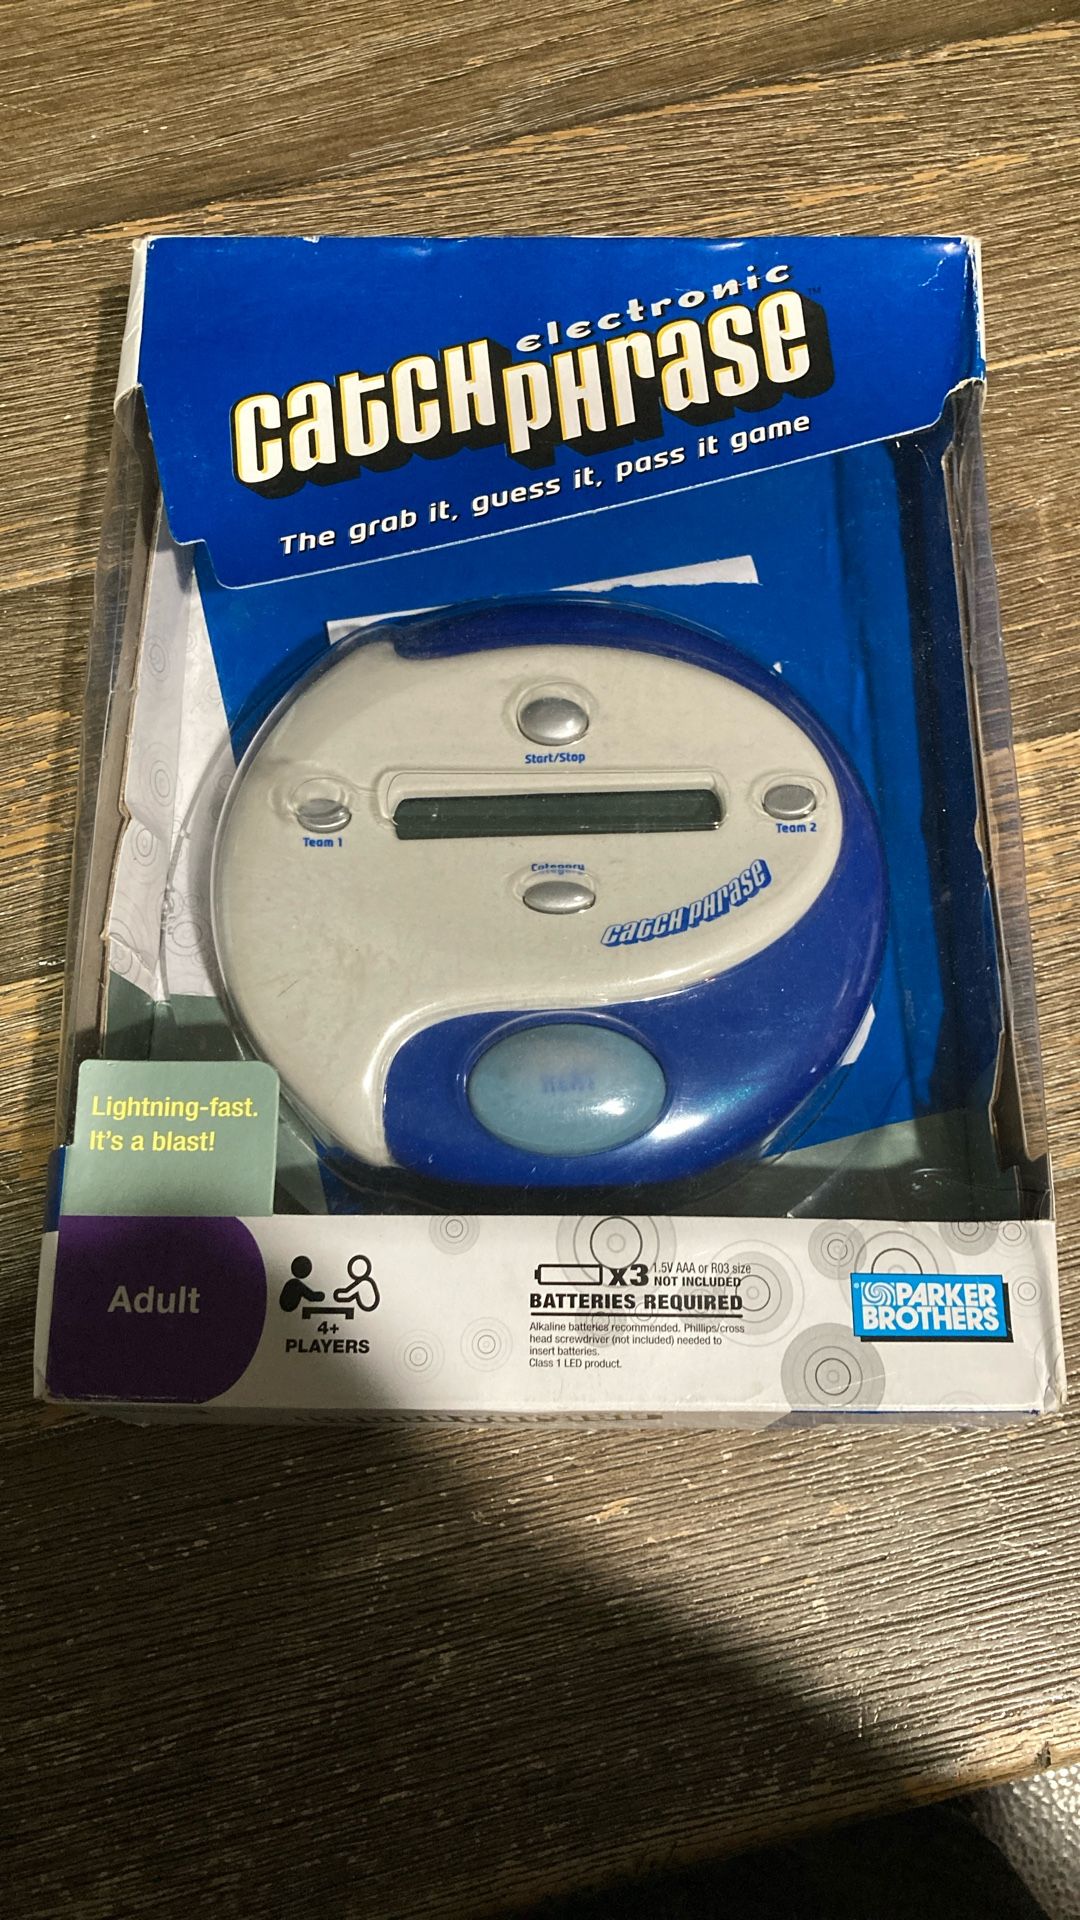 electronic
catCH pHrase™
The grab it, guess it, pass it game
Start/Stop
Team 1
Team 2
Category
catCH pHrase
Next
Lightning-fast.
It's a blast!
Adult
4+
PLAYERS
x3 1.5V AAA or R03 size
NOT INCLUDED
BATTERIES REQUIRED
Alkaline batteries recommended. Phillips/cross
head screwdriver (not included) needed to
insert batteries.
Class 1 LED product.
PARKER
BROTHERS